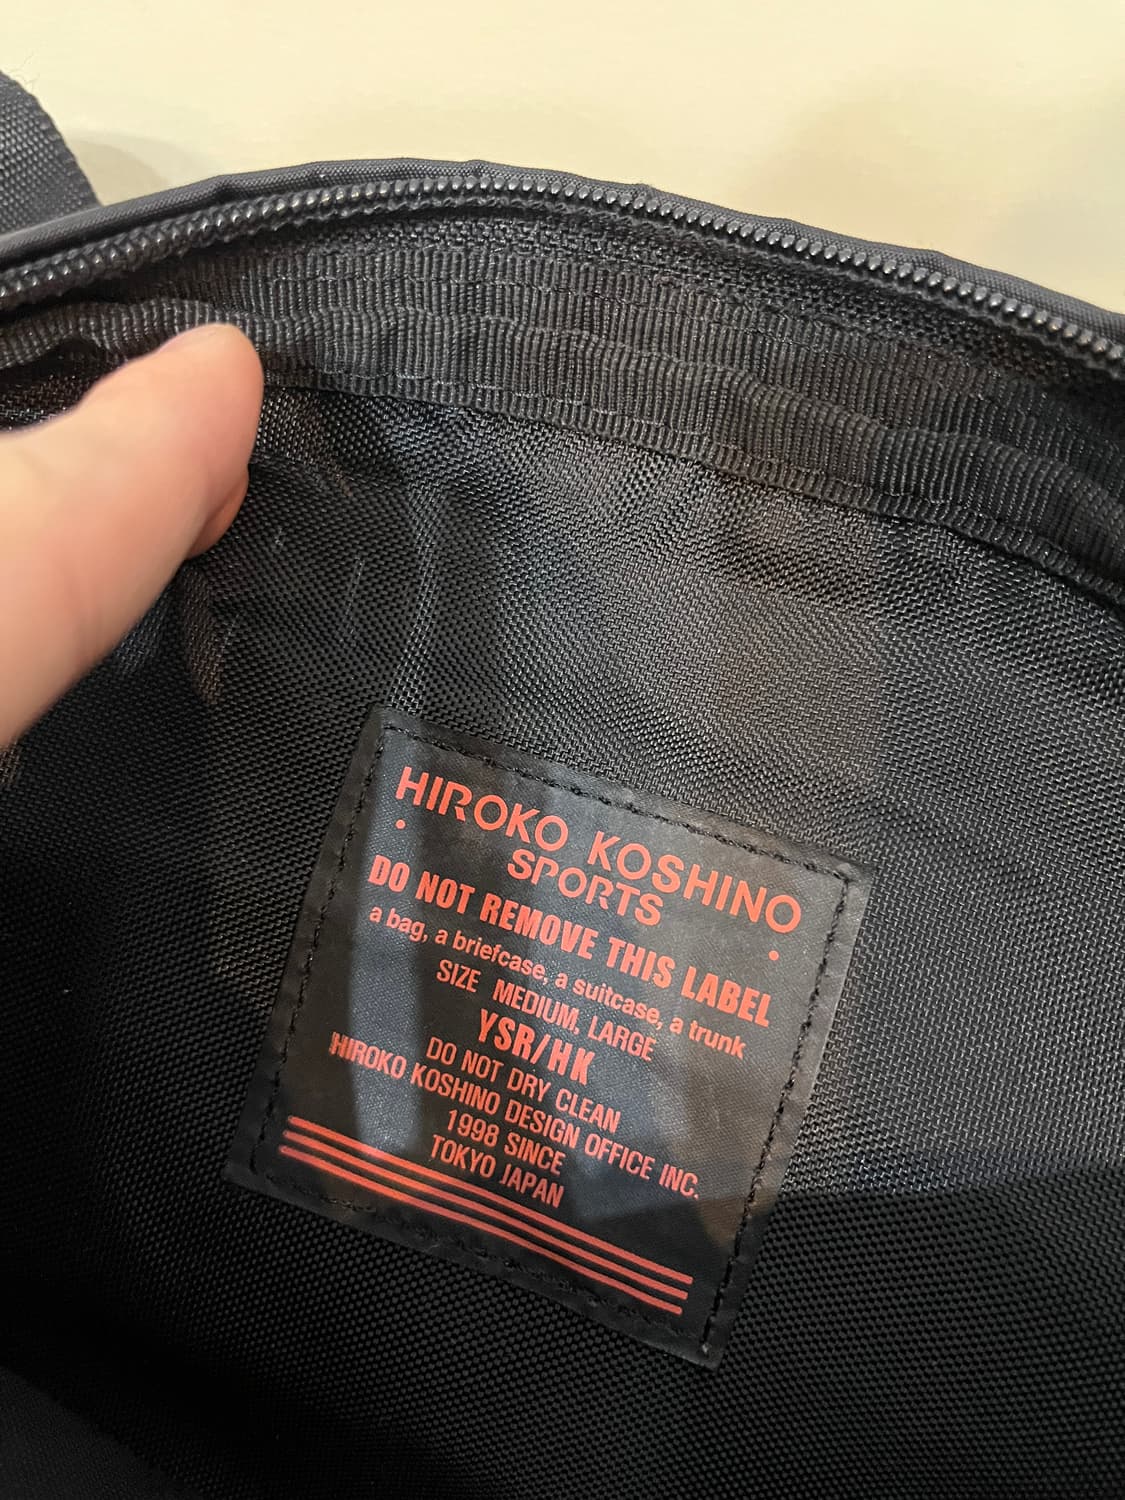 HIROKO KOSHINO
• SPORTS •
DO NOT REMOVE THIS LABEL
a bag, a briefcase, a suitcase, a trunk
SIZE MEDIUM, LARGE
YSR/HK
DO NOT DRY CLEAN
HIROKO KOSHINO DESIGN OFFICE INC.
1998 SINCE
TOKYO JAPAN